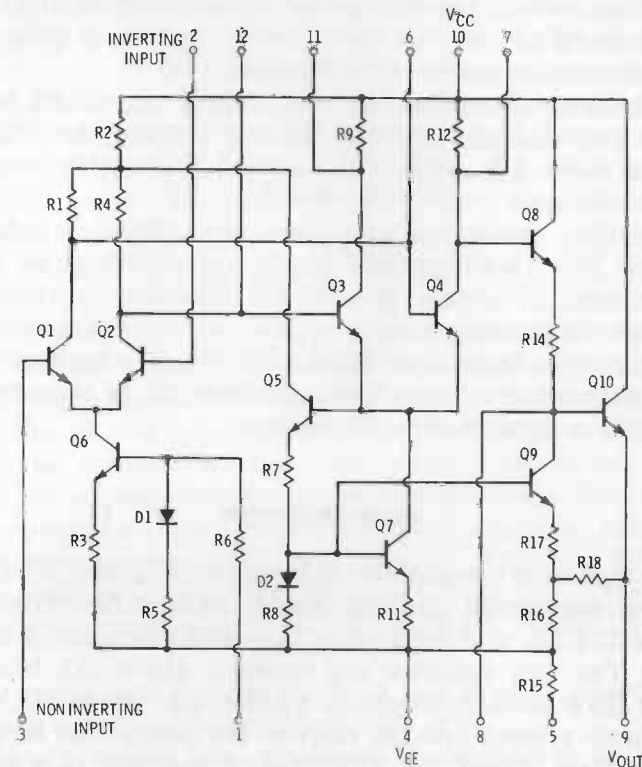 VCC
INVERTING 2 12 11 6 10 7
INPUT
R2 R9 R12
R1 R4 Q8
Q3 Q4
Q1 Q2 R14
Q5 Q10
Q6 R7 Q9
D1 Q7
R3 R6 R17
D2 R18
R5 R8 R11 R16
R15
NONINVERTING
3 INPUT 1 4 8 5 9
VEE VOUT